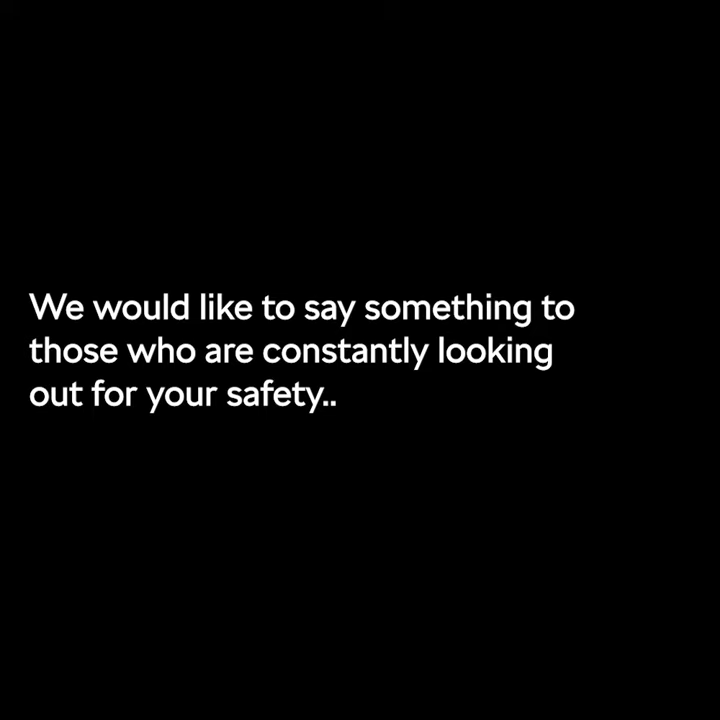 We would like to say something to
those who are constantly looking
out for your safety..